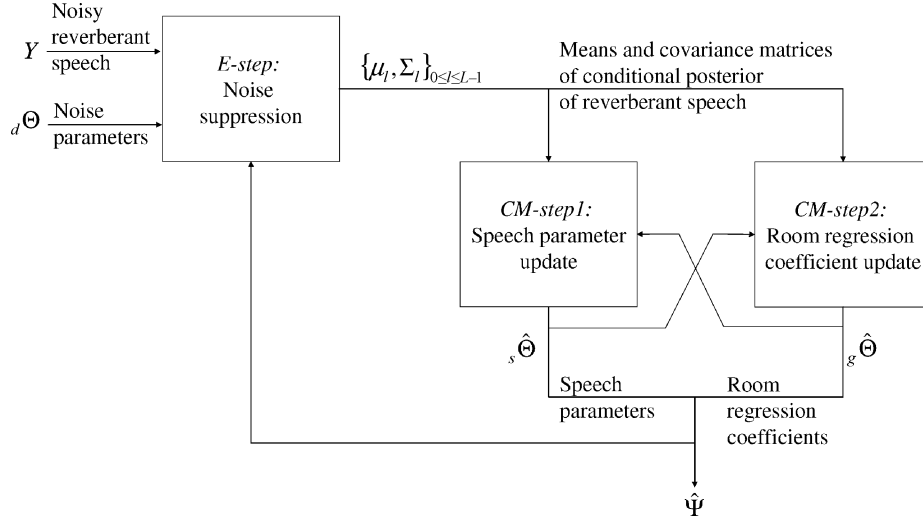 Noisy
reverberant
speech
Y
dΘ
Noise
parameters
E-step:
Noise
suppression
{μl, Σl}0≤l≤L−1
Means and covariance matrices
of conditional posterior
of reverberant speech
CM-step1:
Speech parameter
update
CM-step2:
Room regression
coefficient update
sΘ̂
gΘ̂
Speech
parameters
Room
regression
coefficients
Ψ̂